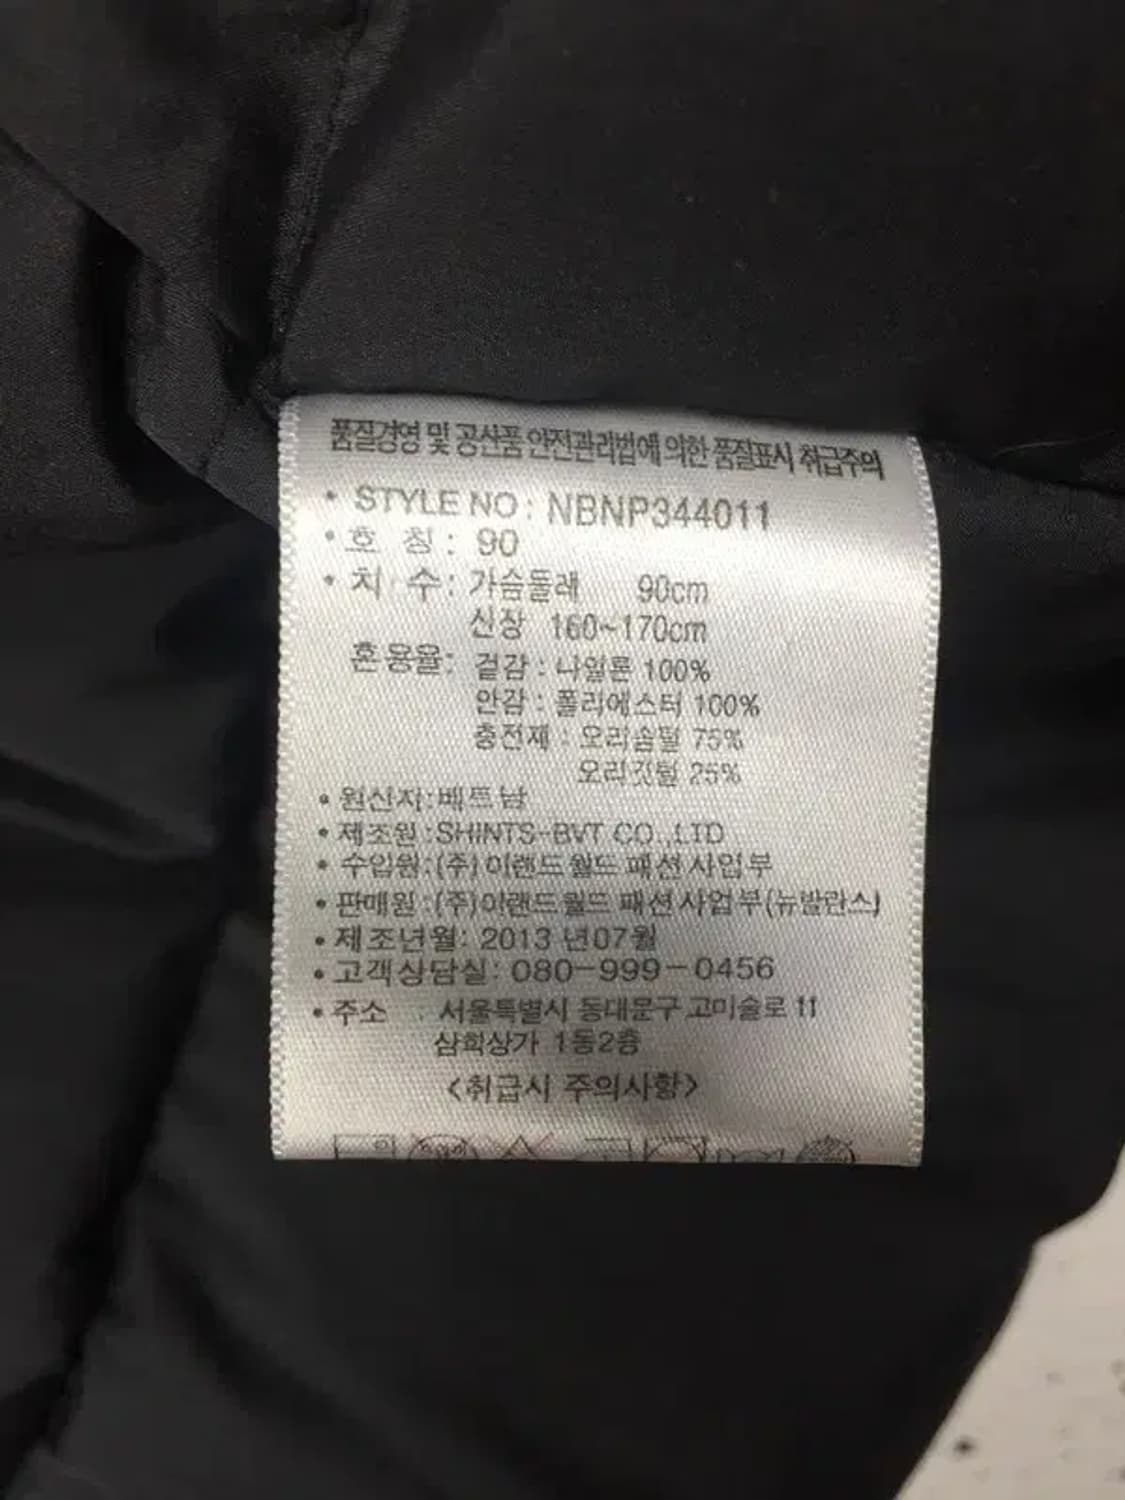 품질경영 및 공산품 안전관리법에 의한 품질표시 취급주의
• STYLE NO : NBNP344011
• 호 칭 : 90
• 치 수 : 가슴둘레 90cm
신장 160~170cm
혼용율 : 겉감 : 나일론 100%
안감 : 폴리에스터 100%
충전재 : 오리솜털 75%
오리깃털 25%
• 원산지:베트남
• 제조원 :SHINTS-BVT CO.,LTD
• 수입원:(주)이랜드월드 패션사업부
• 판매원 :(주)이랜드월드 패션사업부(뉴발란스)
• 제조년월: 2013 년07월
• 고객상담실: 080-999-0456
• 주소 : 서울특별시 동대문구 고미술로 11
삼희상가 1동2층
<취급시 주의사항>